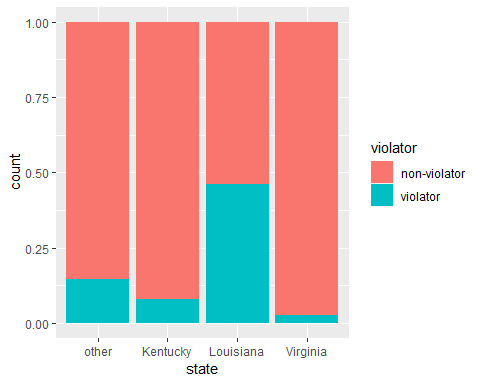 1.00
0.75
0.50
0.25
0.00
count
other Kentucky Louisiana Virginia
state
violator
non-violator
violator